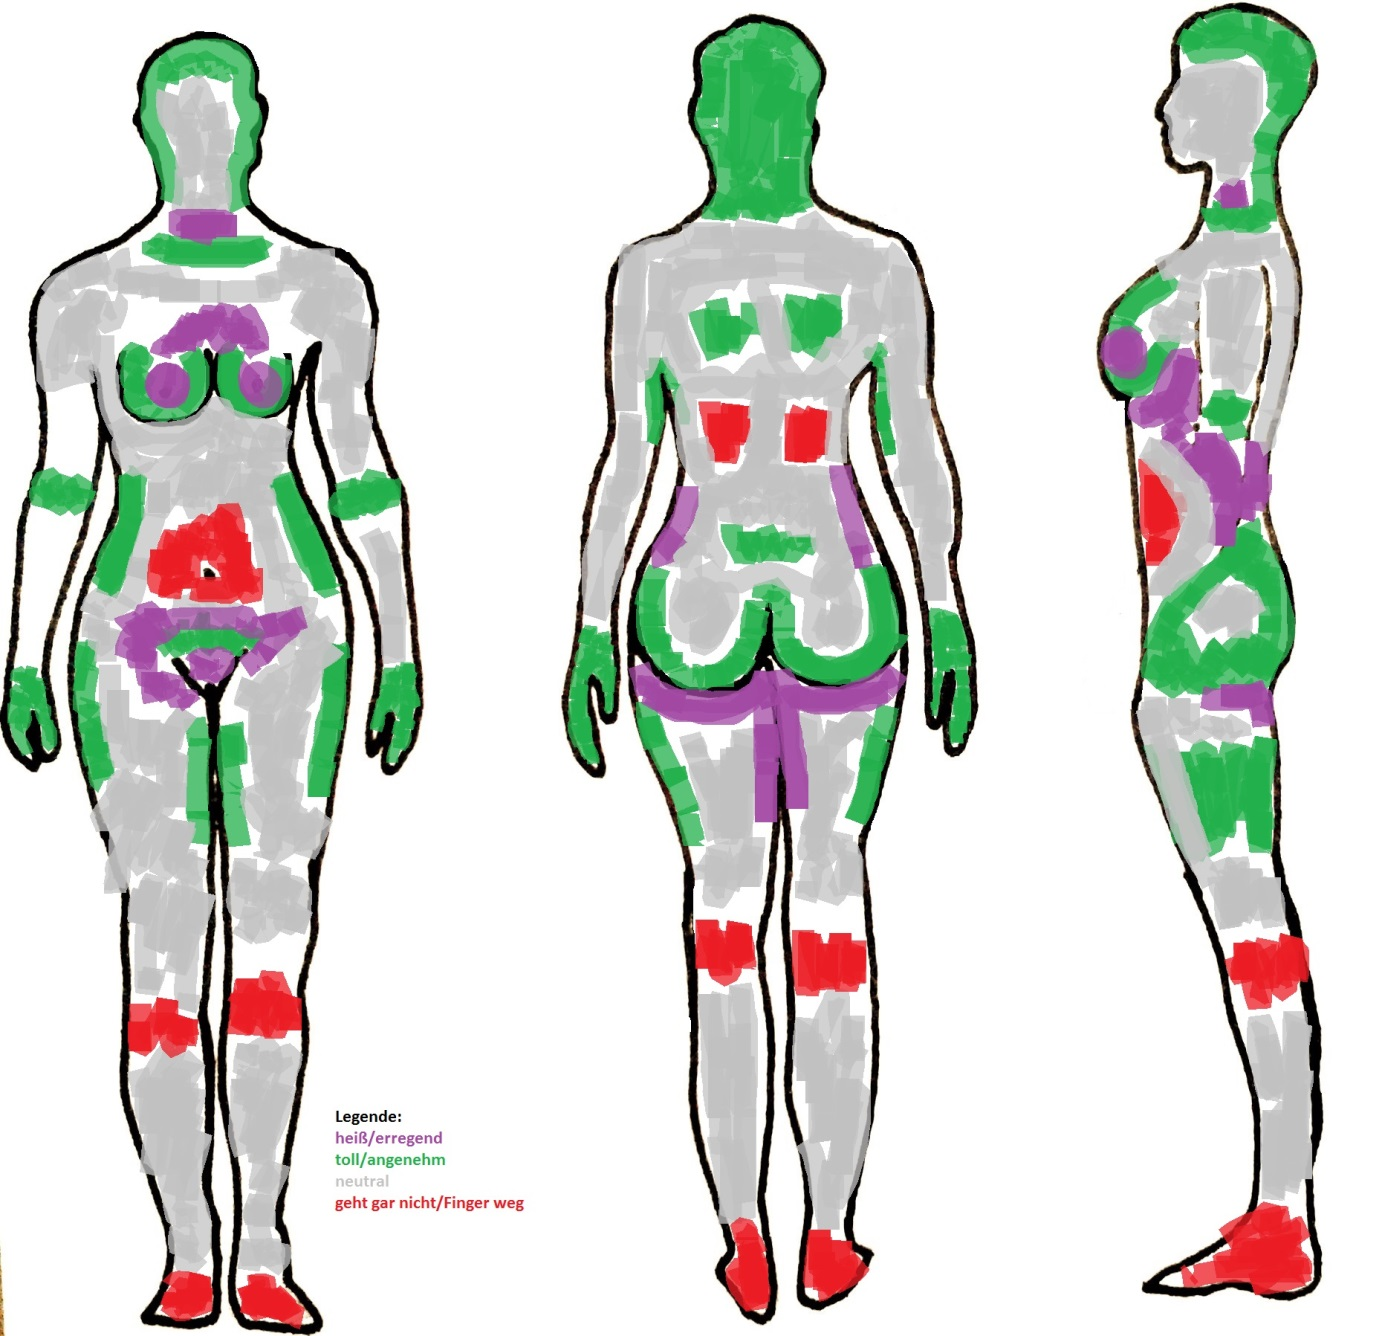 Legende:
heiß/erregend
toll/angenehm
neutral
geht gar nicht/Finger weg